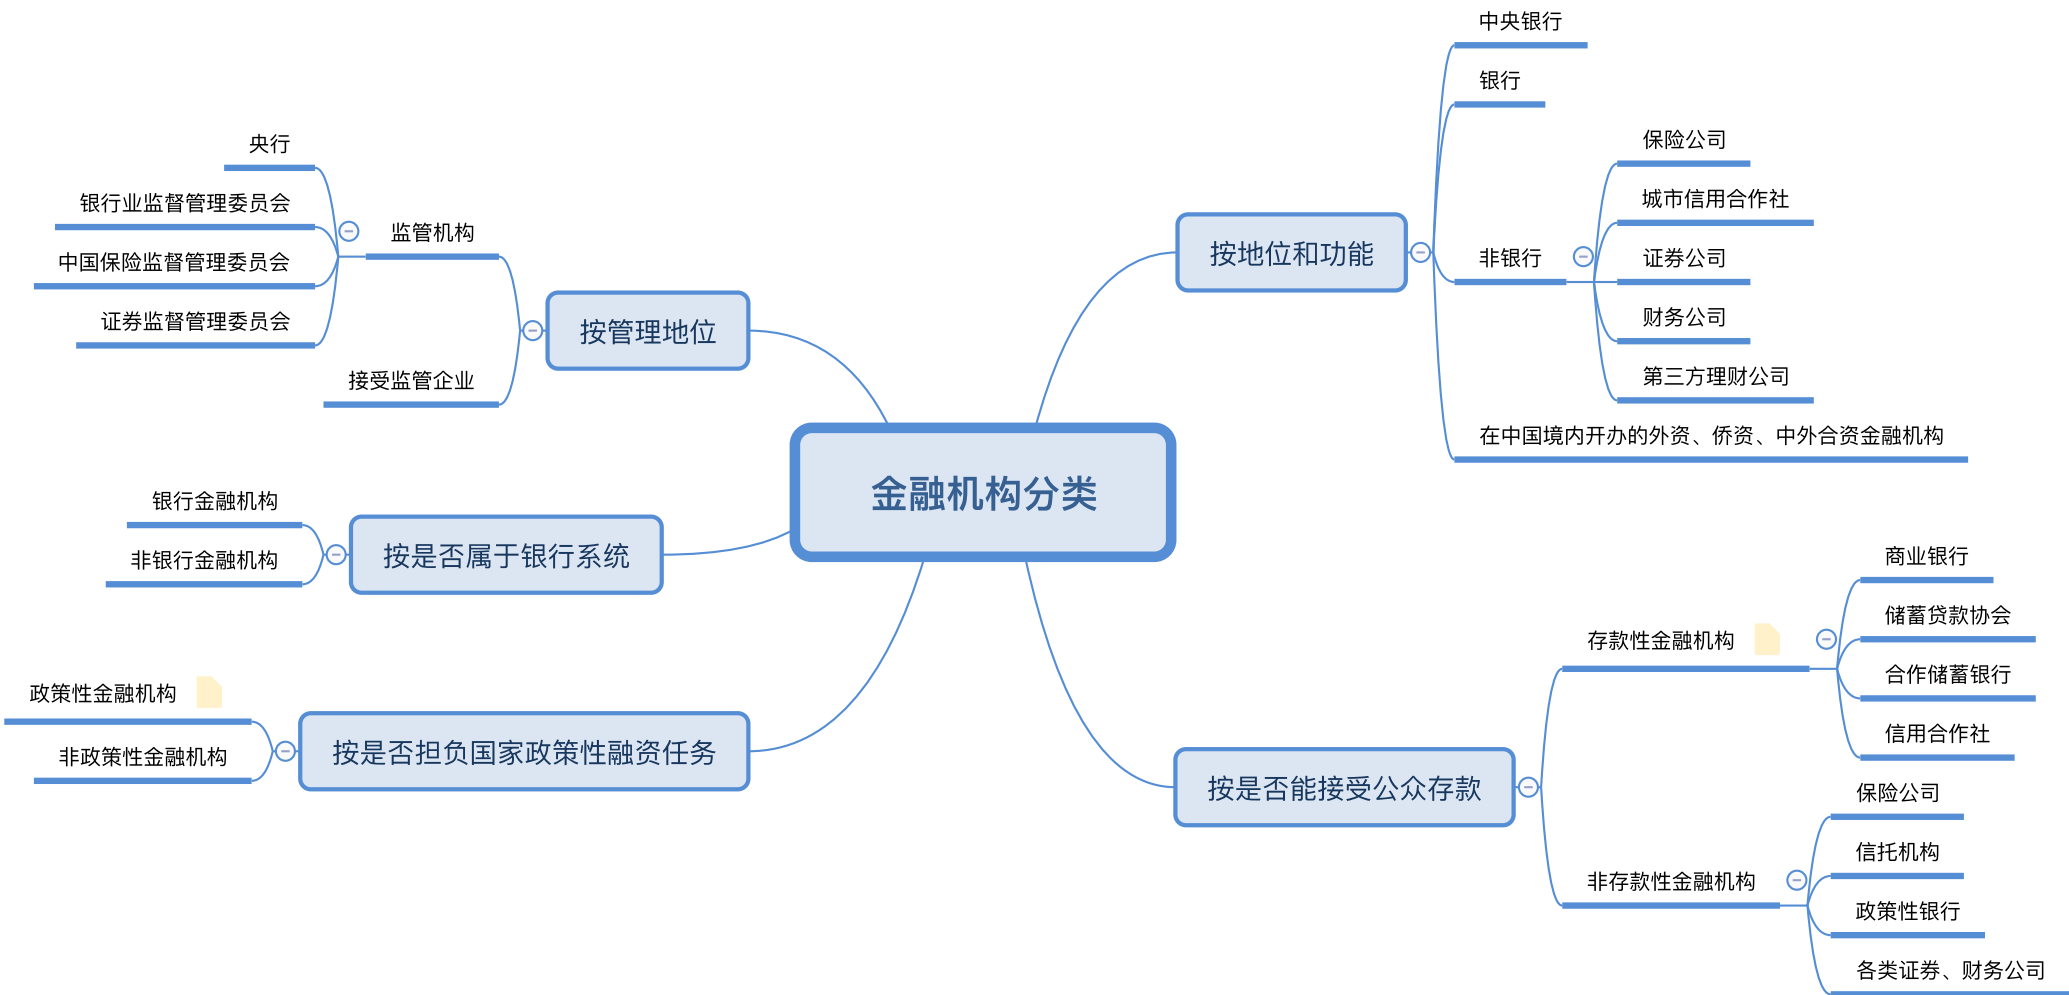 金融机构分类
按地位和功能
中央银行
银行
非银行
保险公司
城市信用合作社
证券公司
财务公司
第三方理财公司
在中国境内开办的外资、侨资、中外合资金融机构
按是否能接受公众存款
存款性金融机构
商业银行
储蓄贷款协会
合作储蓄银行
信用合作社
非存款性金融机构
保险公司
信托机构
政策性银行
各类证券、财务公司
按管理地位
监管机构
央行
银行业监督管理委员会
中国保险监督管理委员会
证券监督管理委员会
接受监管企业
按是否属于银行系统
银行金融机构
非银行金融机构
按是否担负国家政策性融资任务
政策性金融机构
非政策性金融机构